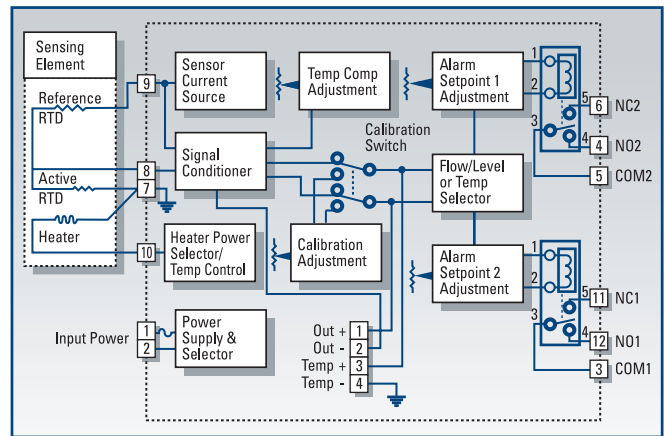 Sensing
Element
Reference
RTD
Active
RTD
Heater
9
8
7
10
Input Power
1
2
Sensor
Current
Source
Signal
Conditioner
Heater Power
Selector/
Temp Control
Power
Supply &
Selector
Temp Comp
Adjustment
Calibration
Switch
Calibration
Adjustment
Out +
Out -
Temp +
Temp -
1
2
3
4
Alarm
Setpoint 1
Adjustment
Flow/Level
or Temp
Selector
Alarm
Setpoint 2
Adjustment
1
2
3
5
4
6 NC2
4 NO2
5 COM2
1
2
3
5
4
11 NC1
12 NO1
3 COM1